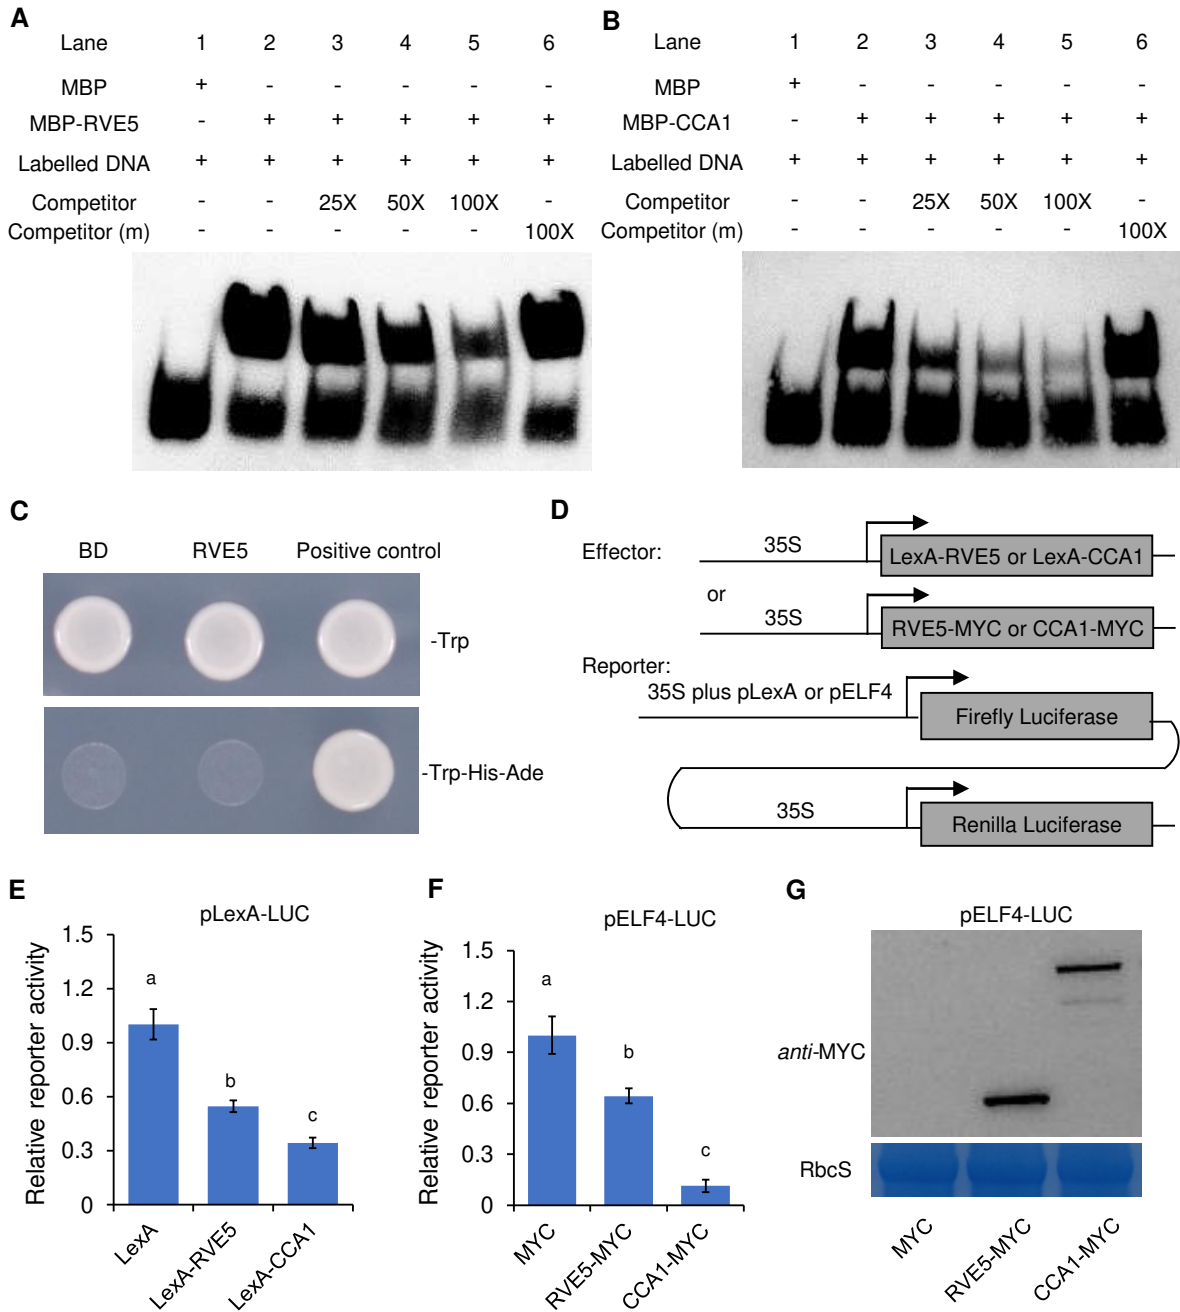 A
Lane 1 2 3 4 5 6
MBP + - - - - -
MBP-RVE5 - + + + + +
Labelled DNA + + + + + +
Competitor - - 25X 50X 100X -
Competitor (m) - - - - - 100X
B
Lane 1 2 3 4 5 6
MBP + - - - - -
MBP-CCA1 - + + + + +
Labelled DNA + + + + + +
Competitor - - 25X 50X 100X -
Competitor (m) - - - - - 100X
C
BD RVE5 Positive control
-Trp
-Trp-His-Ade
D
Effector: 35S LexA-RVE5 or LexA-CCA1
or
35S RVE5-MYC or CCA1-MYC
Reporter:
35S plus pLexA or pELF4 Firefly Luciferase
35S Renilla Luciferase
E
pLexA-LUC
Relative reporter activity
1.5
1.2
0.9
0.6
0.3
0
a
b
c
LexA
LexA-RVE5
LexA-CCA1
F
pELF4-LUC
Relative reporter activity
1.5
1.2
0.9
0.6
0.3
0
a
b
c
MYC
RVE5-MYC
CCA1-MYC
G
pELF4-LUC
anti-MYC
RbcS
MYC
RVE5-MYC
CCA1-MYC